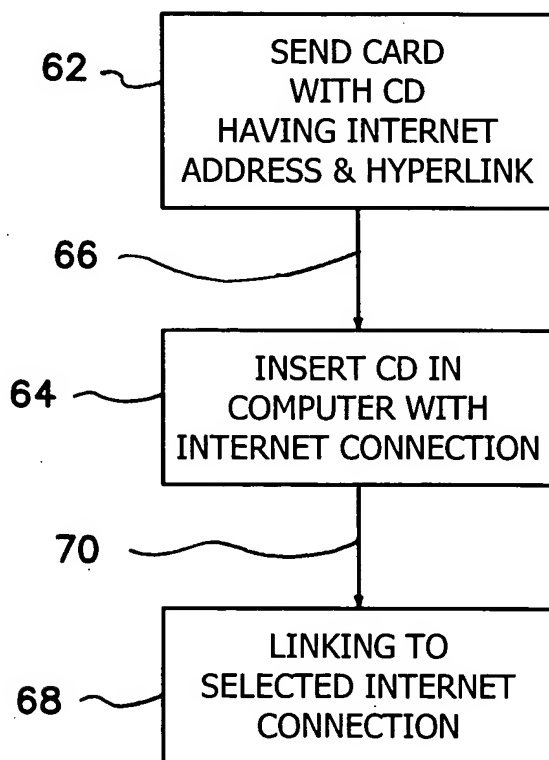 62
SEND CARD
WITH CD
HAVING INTERNET
ADDRESS & HYPERLINK
66
64
INSERT CD IN
COMPUTER WITH
INTERNET CONNECTION
70
68
LINKING TO
SELECTED INTERNET
CONNECTION